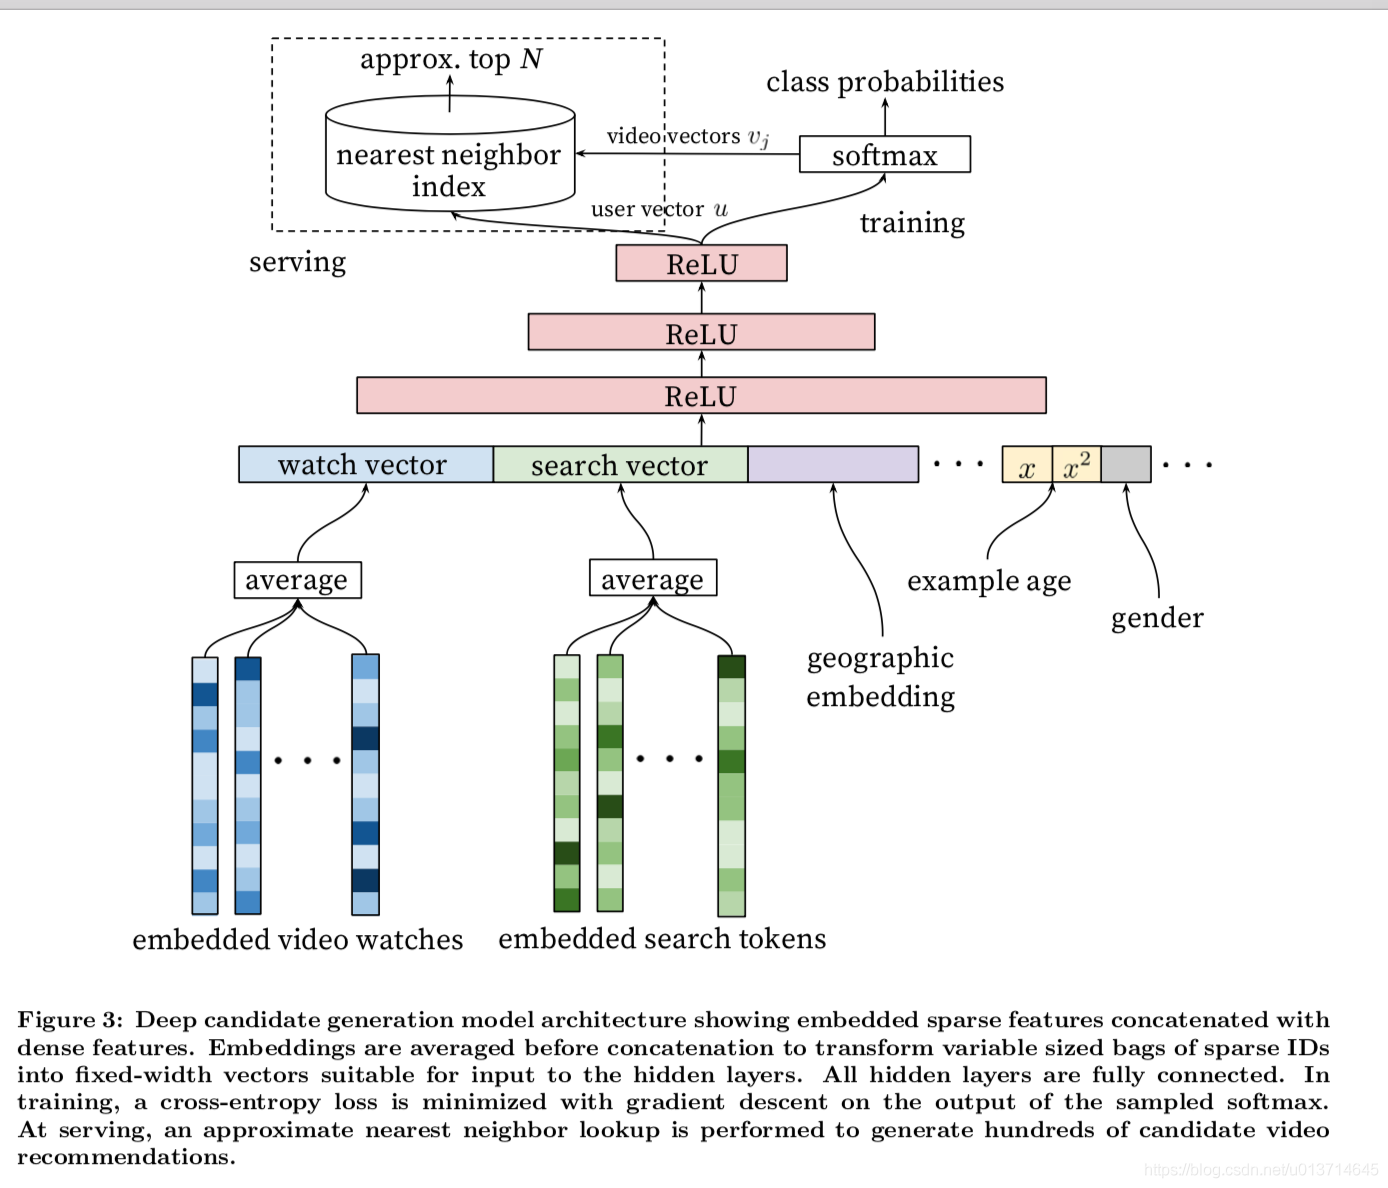 approx. top N
class probabilities
video vectors v_j
nearest neighbor
index
softmax
user vector u
training
serving
ReLU
ReLU
ReLU
watch vector
search vector
· · ·
x
x²
· · ·
average
average
example age
gender
geographic
embedding
· · ·
· · ·
embedded video watches
embedded search tokens
Figure 3: Deep candidate generation model architecture showing embedded sparse features concatenated with
dense features. Embeddings are averaged before concatenation to transform variable sized bags of sparse IDs
into fixed-width vectors suitable for input to the hidden layers. All hidden layers are fully connected. In
training, a cross-entropy loss is minimized with gradient descent on the output of the sampled softmax.
At serving, an approximate nearest neighbor lookup is performed to generate hundreds of candidate video
recommendations.
https://blog.csdn.net/u013714645